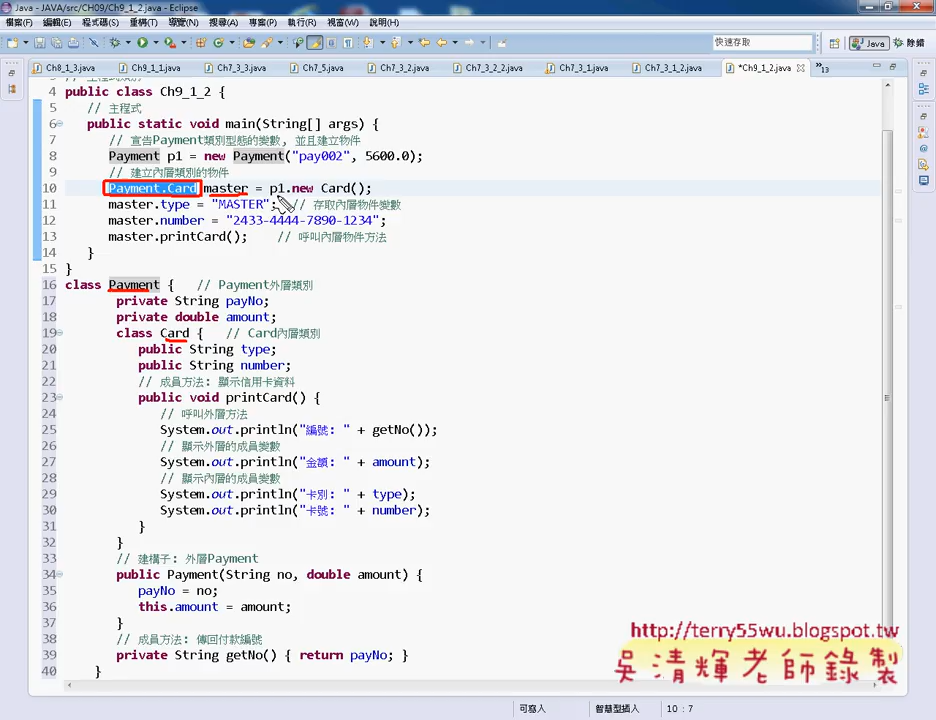 Java - JAVA/src/CH09/Ch9_1_2.java - Eclipse
檔案(F) 編輯(E) 程式碼(S) 重構(T) 導覽(N) 搜尋(A) 專案(P) 執行(R) 視窗(W) 說明(H)
快速存取 Java 除錯
Ch8_1_3.java Ch9_1_1.java Ch7_3_3.java Ch7_5.java Ch7_3_2.java Ch7_3_2_2.java Ch7_3_1.java Ch7_3_1_2.java *Ch9_1_2.java »13
4 public class Ch9_1_2 {
5 // 主程式
6 public static void main(String[] args) {
7 // 宣告Payment類別型態的變數, 並且建立物件
8 Payment p1 = new Payment("pay002", 5600.0);
9 // 建立內層類別的物件
10 Payment.Card master = p1.new Card();
11 master.type = "MASTER"; // 存取內層物件變數
12 master.number = "2433-4444-7890-1234";
13 master.printCard(); // 呼叫內層物件方法
14 }
15 }
16 class Payment { // Payment外層類別
17 private String payNo;
18 private double amount;
19 class Card { // Card內層類別
20 public String type;
21 public String number;
22 // 成員方法: 顯示信用卡資料
23 public void printCard() {
24 // 呼叫外層方法
25 System.out.println("編號: " + getNo());
26 // 顯示外層的成員變數
27 System.out.println("金額: " + amount);
28 // 顯示內層的成員變數
29 System.out.println("卡別: " + type);
30 System.out.println("卡號: " + number);
31 }
32 }
33 // 建構子: 外層Payment
34 public Payment(String no, double amount) {
35 payNo = no;
36 this.amount = amount;
37 }
38 // 成員方法: 傳回付款編號
39 private String getNo() { return payNo; }
40 }
http://terry55wu.blogspot.tw
吳清輝老師錄製
可寫入 智慧型插入 10 : 7